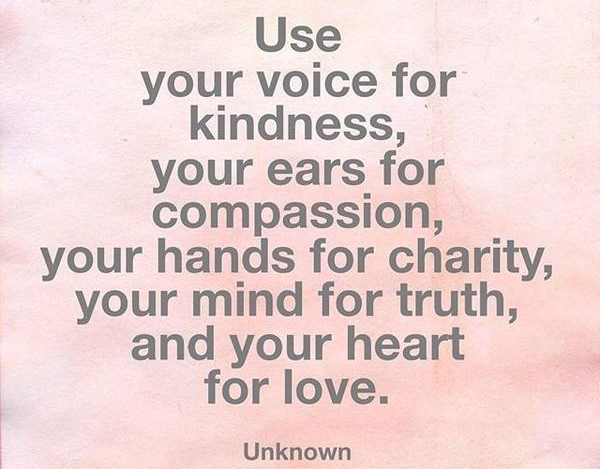 Use
your voice for
kindness,
your ears for
compassion,
your hands for charity,
your mind for truth,
and your heart
for love.
Unknown